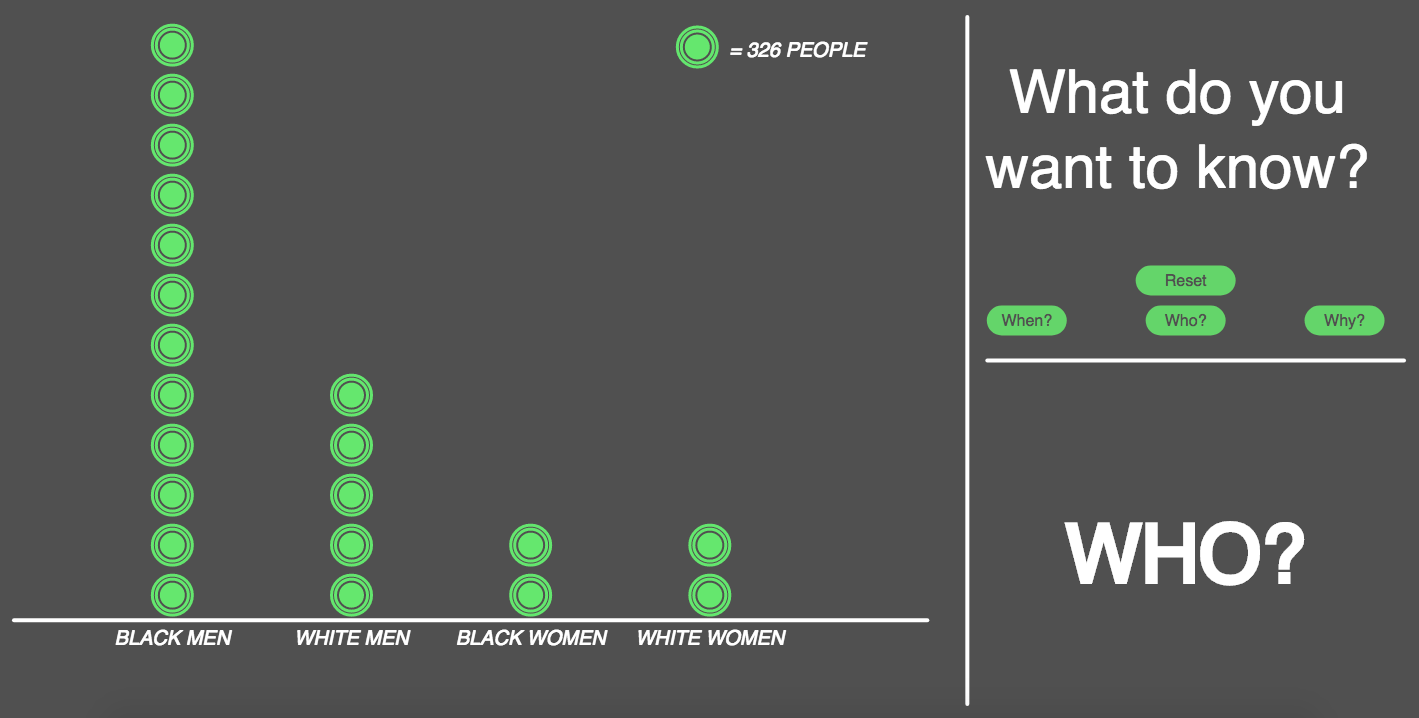 = 326 PEOPLE
BLACK MEN
WHITE MEN
BLACK WOMEN
WHITE WOMEN
What do you
want to know?
Reset
When?
Who?
Why?
WHO?